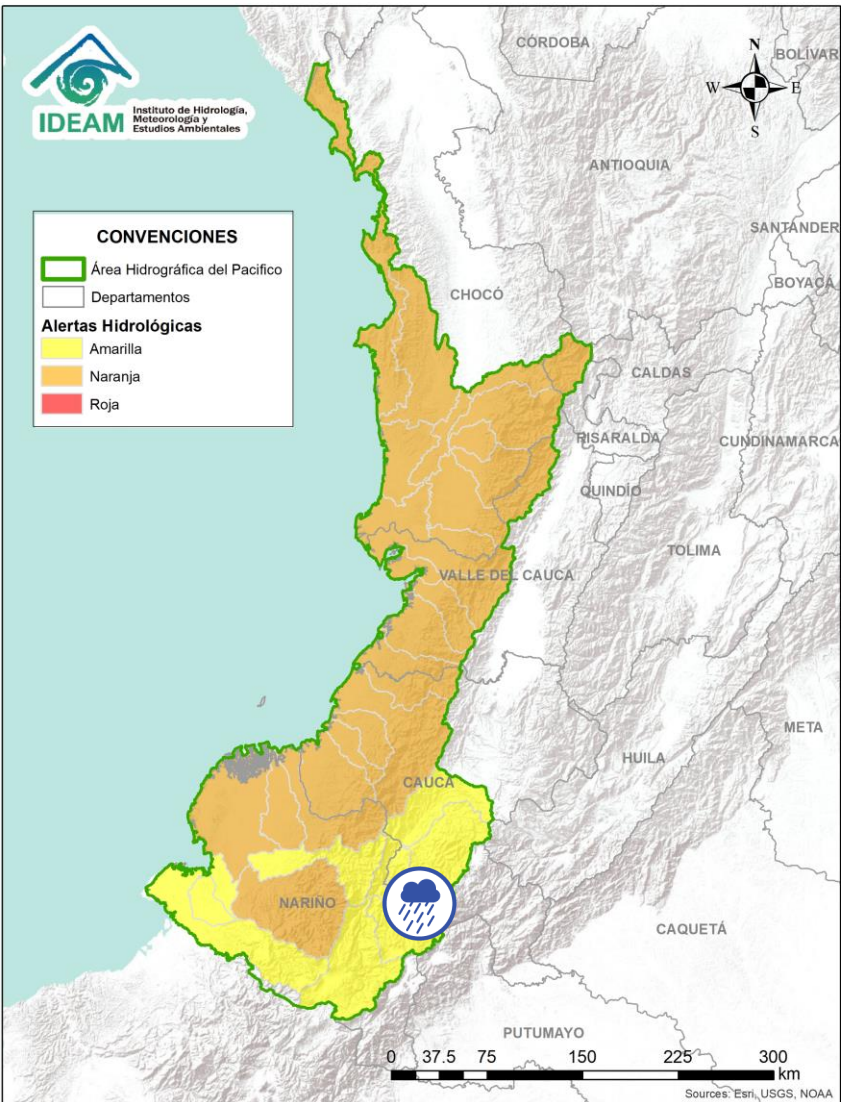 IDEAM
Instituto de Hidrología,
Meteorología y
Estudios Ambientales
N
W
E
S
CÓRDOBA
BOLÍVAR
ANTIOQUIA
SANTANDER
BOYACÁ
CHOCÓ
CONVENCIONES
Área Hidrográfica del Pacifico
Departamentos
Alertas Hidrológicas
Amarilla
Naranja
Roja
CALDAS
RISARALDA
CUNDINAMARCA
QUINDÍO
TOLIMA
VALLE DEL CAUCA
META
HUILA
CAUCA
NARIÑO
CAQUETÁ
PUTUMAYO
0 37.5 75 150 225 300
km
Sources: Esri, USGS, NOAA